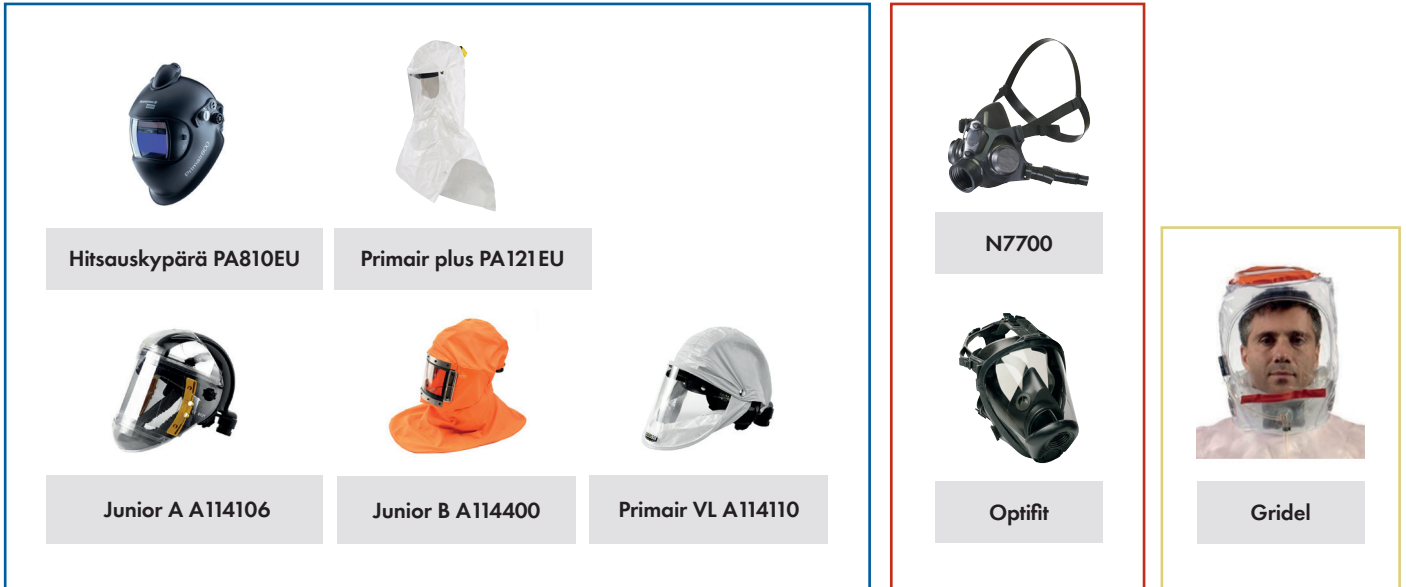 Hitsauskypärä PA810EU
Primair plus PA121EU
N7700
Junior A A114106
Junior B A114400
Primair VL A114110
Optifit
Gridel